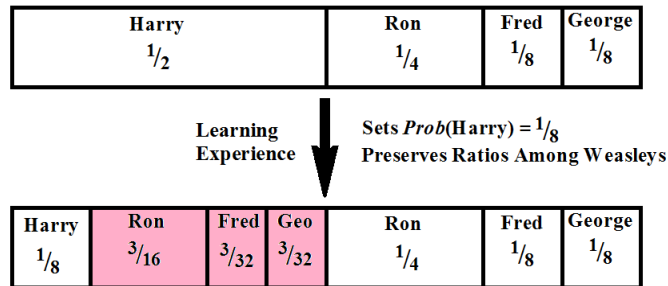 Harry Ron Fred George
1/2 1/4 1/8 1/8
Learning Experience
Sets Prob(Harry) = 1/8
Preserves Ratios Among Weasleys
Harry Ron Fred Geo Ron Fred George
1/8 3/16 3/32 3/32 1/4 1/8 1/8